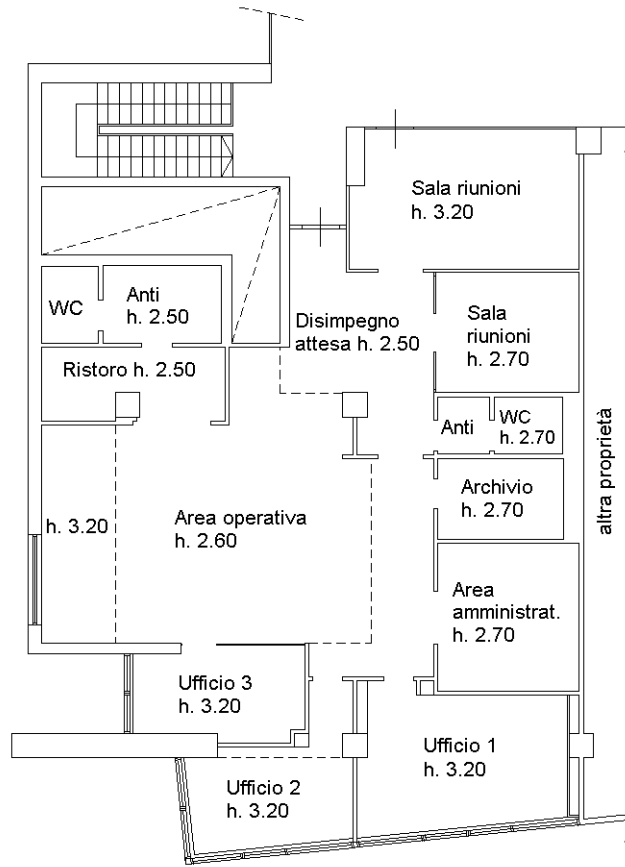 Sala riunioni
h. 3.20
Anti
h. 2.50
WC
Disimpegno
attesa h. 2.50
Sala
riunioni
h. 2.70
Ristoro h. 2.50
Anti
WC
h. 2.70
altra proprietà
Archivio
h. 2.70
h. 3.20
Area operativa
h. 2.60
Area
amministrat.
h. 2.70
Ufficio 3
h. 3.20
Ufficio 1
h. 3.20
Ufficio 2
h. 3.20